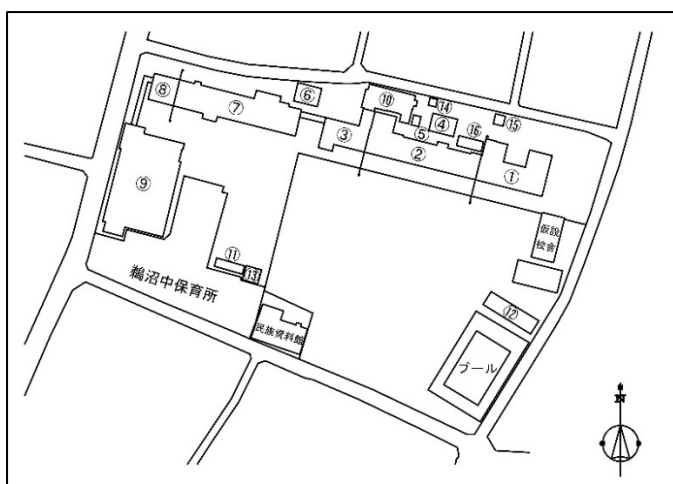 ⑧
⑦
⑥
⑩
⑭
④
⑮
③
⑤
⑯
②
①
⑨
仮設
校舎
⑪
⑬
鵜沼中保育所
⑫
民族資料館
プール
N